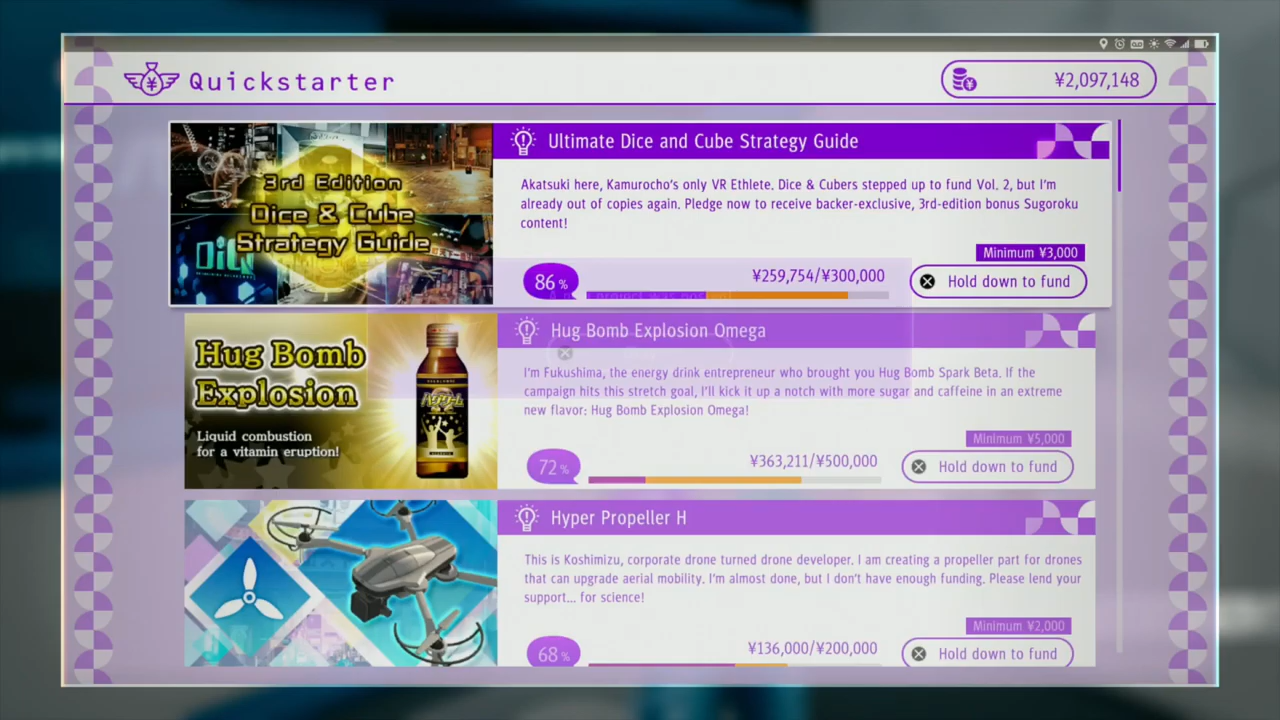 Quickstarter
¥2,097,148
3rd Edition
Dice & Cube
Strategy Guide
Ultimate Dice and Cube Strategy Guide
Akatsuki here, Kamurocho's only VR Ethlete. Dice & Cubers stepped up to fund Vol. 2, but I'm
already out of copies again. Pledge now to receive backer-exclusive, 3rd-edition bonus Sugoroku
content!
Minimum ¥3,000
86 %
¥259,754/¥300,000
Hold down to fund
Hug Bomb
Explosion
Liquid combustion
for a vitamin eruption!
Hug Bomb Explosion Omega
I'm Fukushima, the energy drink entrepreneur who brought you Hug Bomb Spark Beta. If the
campaign hits this stretch goal, I'll kick it up a notch with more sugar and caffeine in an extreme
new flavor: Hug Bomb Explosion Omega!
Minimum ¥5,000
72 %
¥363,211/¥500,000
Hold down to fund
Hyper Propeller H
This is Koshimizu, corporate drone turned drone developer. I am creating a propeller part for drones
that can upgrade aerial mobility. I'm almost done, but I don't have enough funding. Please lend your
support... for science!
Minimum ¥2,000
68 %
¥136,000/¥200,000
Hold down to fund